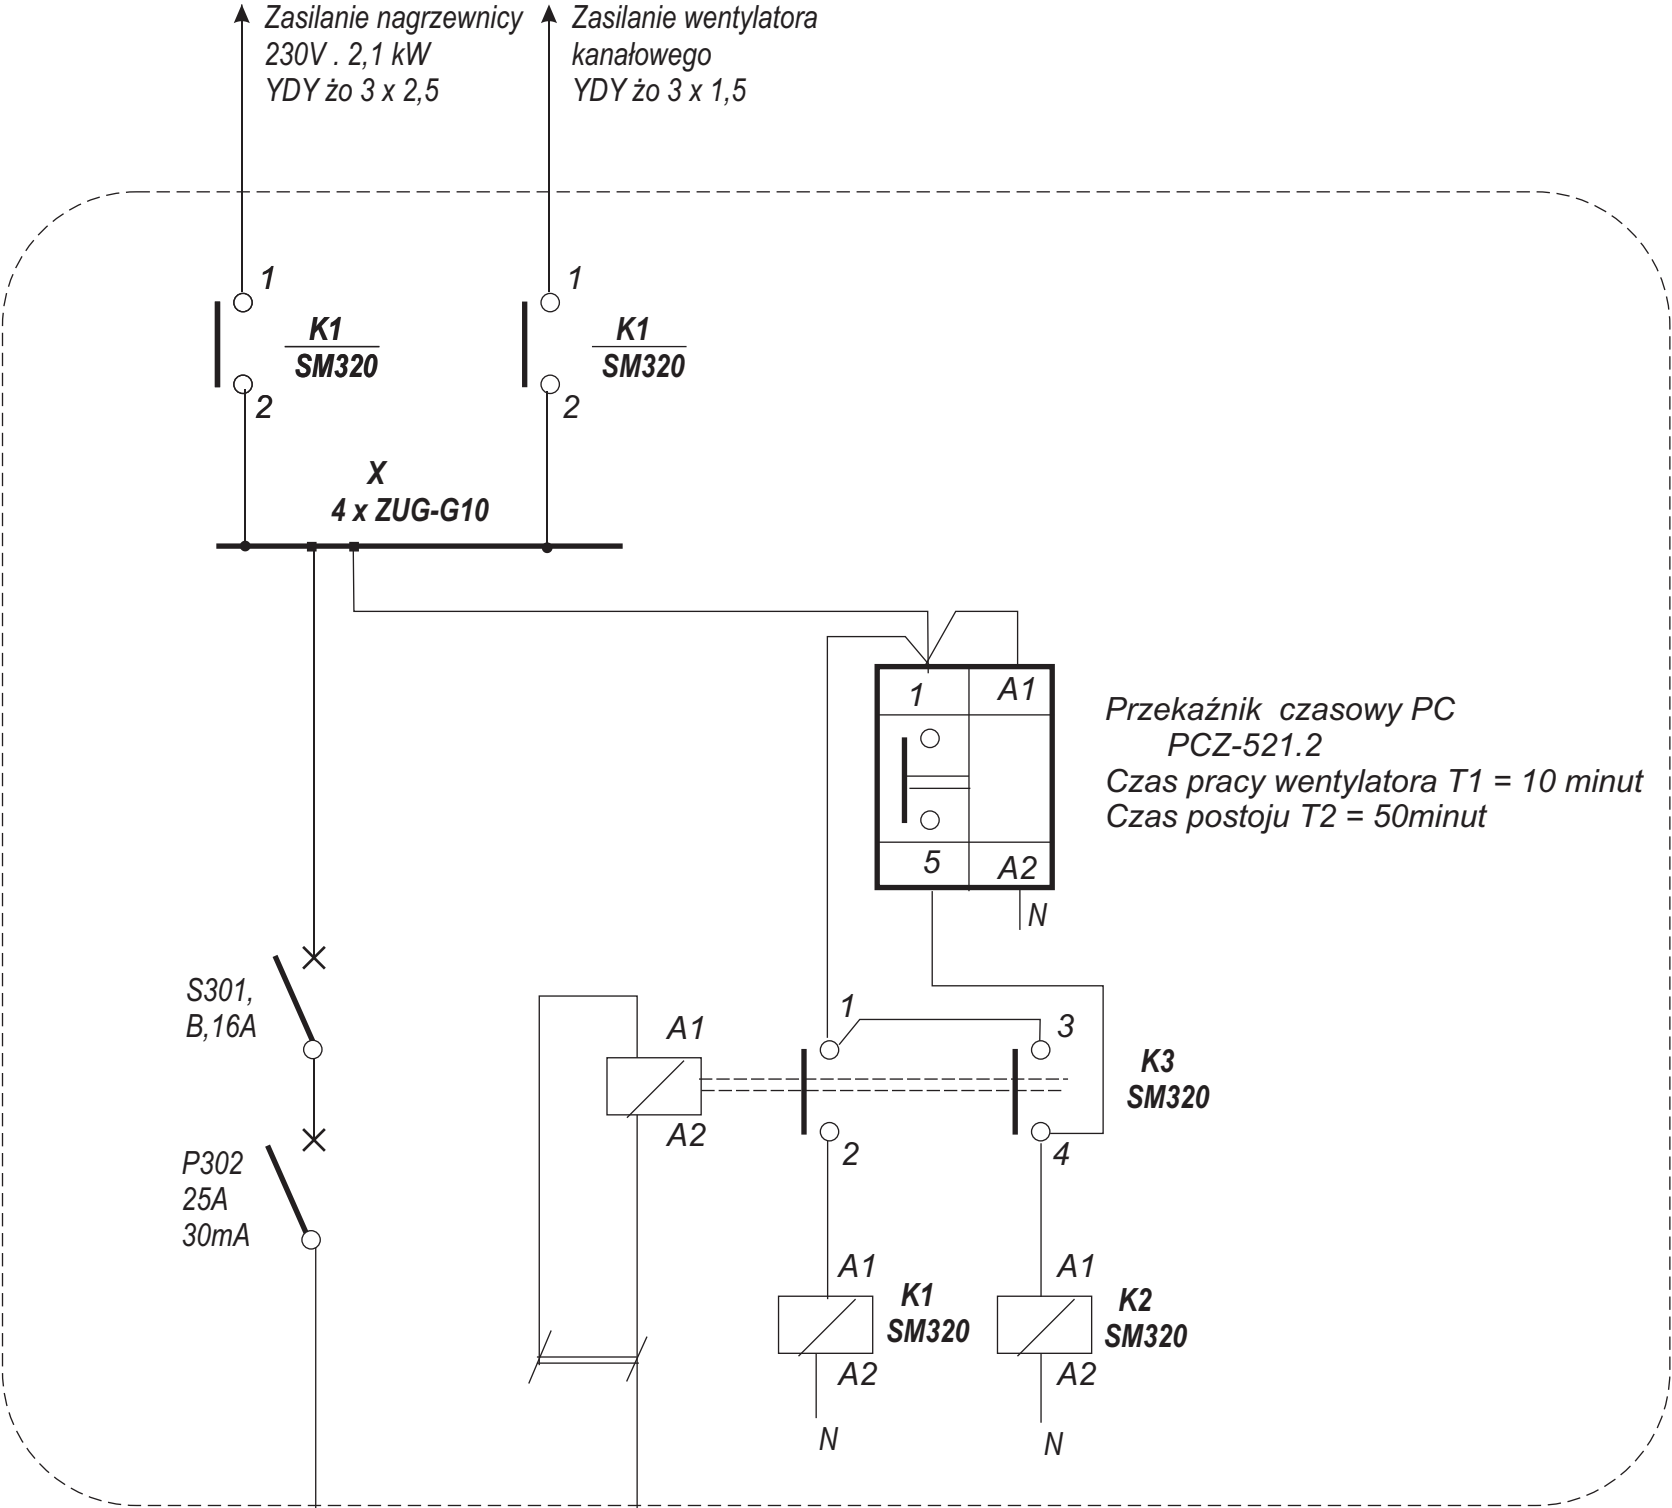 Zasilanie nagrzewnicy
230V . 2,1 kW
YDY żo 3 x 2,5
Zasilanie wentylatora
kanałowego
YDY żo 3 x 1,5
1
K1
SM320
2
1
K1
SM320
2
X
4 x ZUG-G10
1
A1
5
A2
N
Przekaźnik czasowy PC
PCZ-521.2
Czas pracy wentylatora T1 = 10 minut
Czas postoju T2 = 50minut
S301,
B,16A
P302
25A
30mA
A1
A2
1
2
3
4
K3
SM320
A1
K1
SM320
A2
N
A1
K2
SM320
A2
N